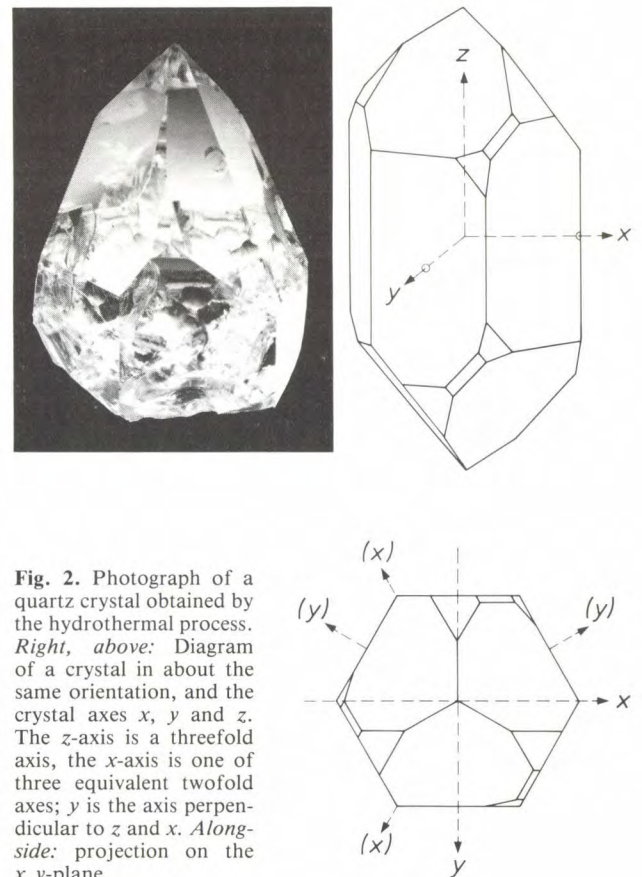 z
x
y
Fig. 2. Photograph of a
quartz crystal obtained by
the hydrothermal process.
Right, above: Diagram
of a crystal in about the
same orientation, and the
crystal axes x, y and z.
The z-axis is a threefold
axis, the x-axis is one of
three equivalent twofold
axes; y is the axis perpen-
dicular to z and x. Along-
side: projection on the
x, y-plane.
(x)
(y)
(y)
x
(x)
y